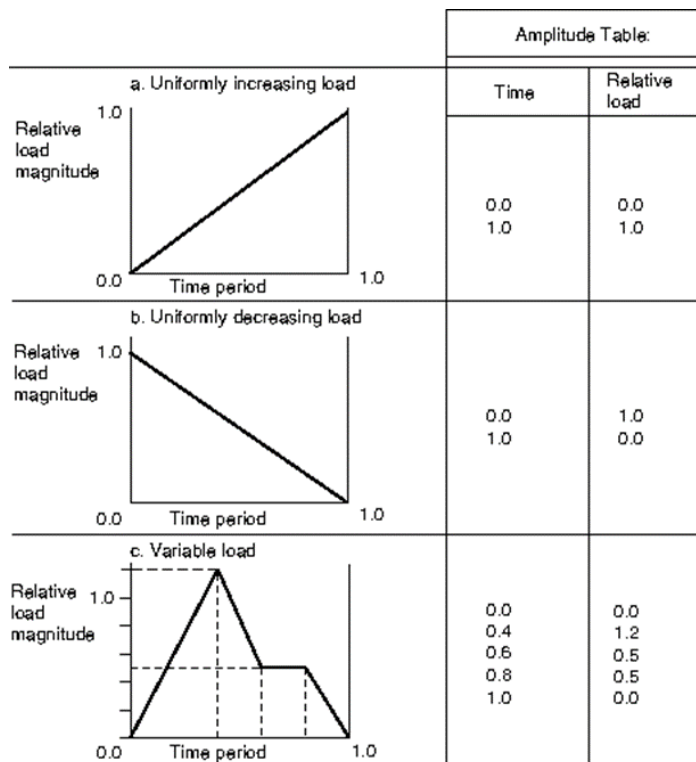 Amplitude Table:
Time
Relative
load
a. Uniformly increasing load
Relative
load
magnitude
1.0
0.0
Time period
1.0
0.0 0.0
1.0 1.0
b. Uniformly decreasing load
Relative
load
magnitude
1.0
0.0
Time period
1.0
0.0 1.0
1.0 0.0
c. Variable load
Relative
load
magnitude
1.0
0.0
Time period
1.0
0.0 0.0
0.4 1.2
0.6 0.5
0.8 0.5
1.0 0.0